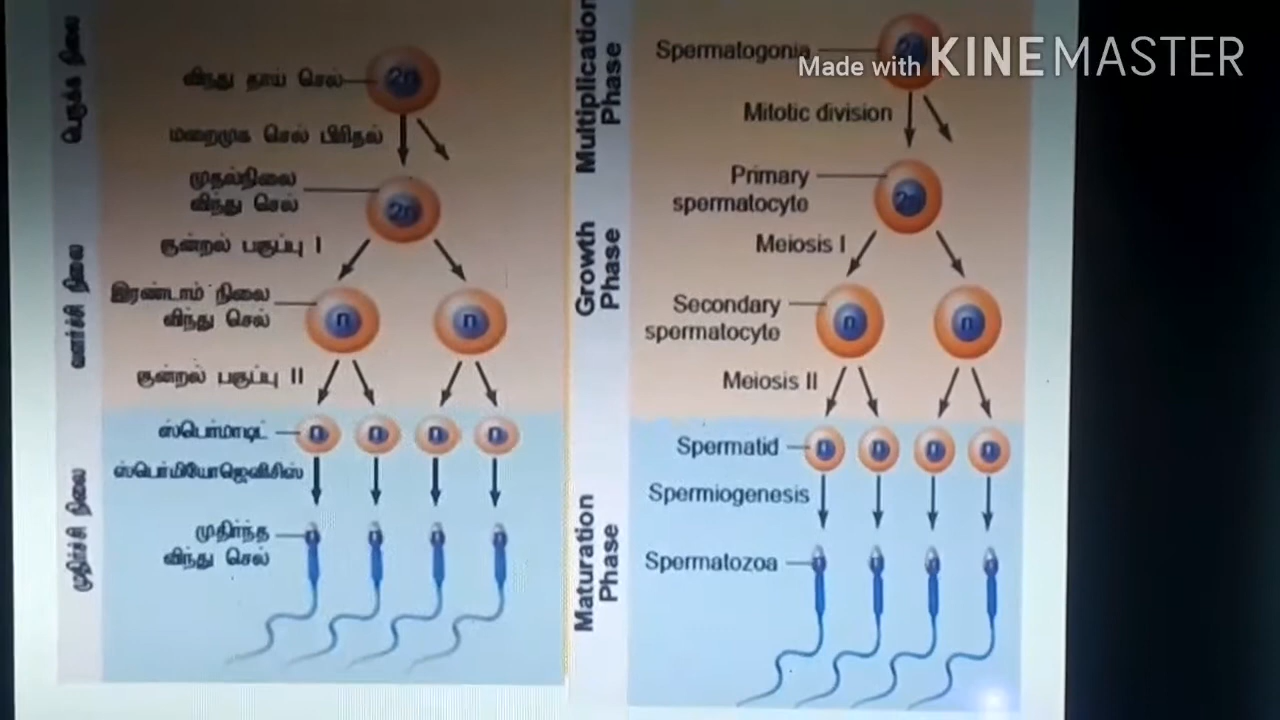 பெருக்க நிலை
விந்து தாய் செல்
2n
மறைமுக செல் பிரிதல்
முதல்நிலை
விந்து செல்
2n
குன்றல் பகுப்பு I
வளர்ச்சி நிலை
இரண்டாம் நிலை
விந்து செல்
n n
குன்றல் பகுப்பு II
ஸ்பெர்மாடிட்
n n n n
ஸ்பெர்மியோஜெனிசிஸ்
முதிர்ச்சி நிலை
முதிர்ந்த
விந்து செல்
Multiplication
Phase
Spermatogonia
Mitotic division
Primary
spermatocyte
2n
Meiosis I
Growth
Phase
Secondary
spermatocyte
n n
Meiosis II
Spermatid
n n n n
Spermiogenesis
Maturation
Phase
Spermatozoa
Made with KINEMASTER